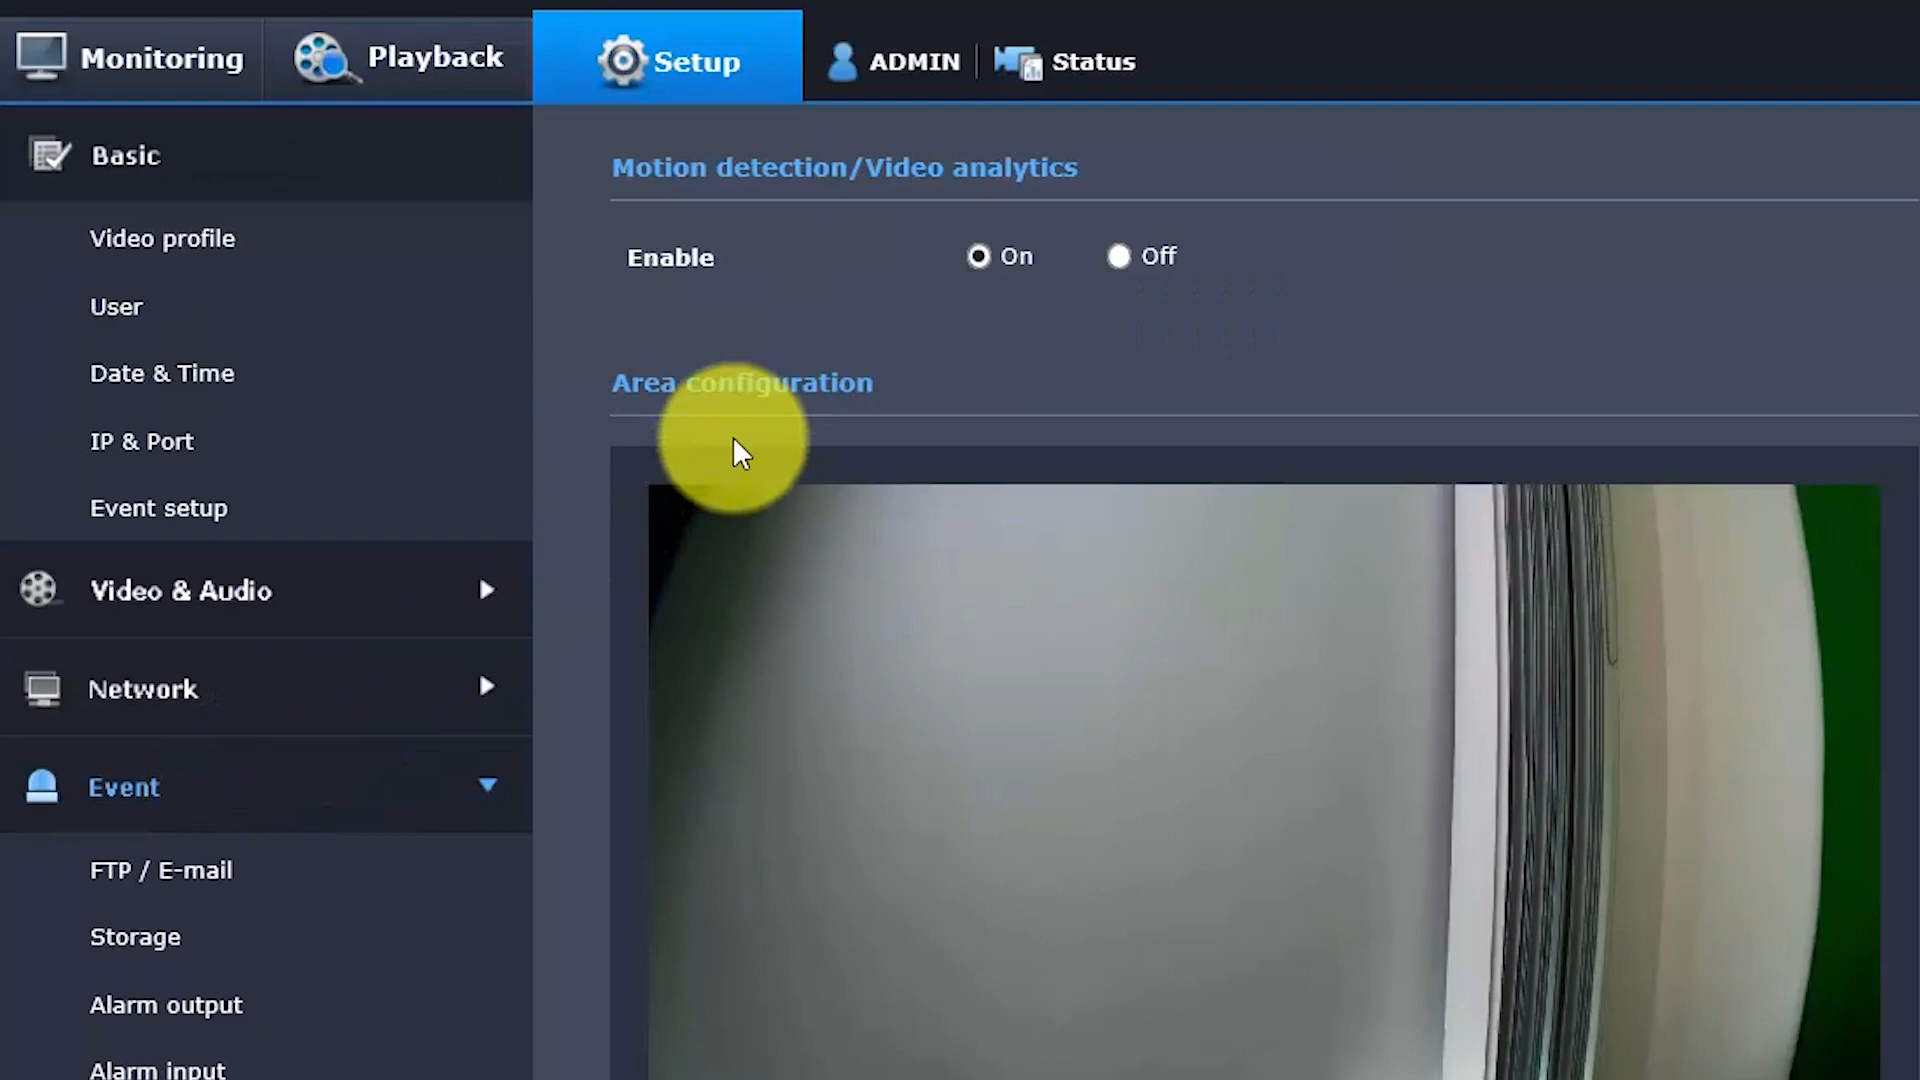 Monitoring
Playback
Setup
ADMIN
Status
Basic
Video profile
User
Date & Time
IP & Port
Event setup
Video & Audio
Network
Event
FTP / E-mail
Storage
Alarm output
Alarm input
Motion detection/Video analytics
Enable On Off
Area configuration